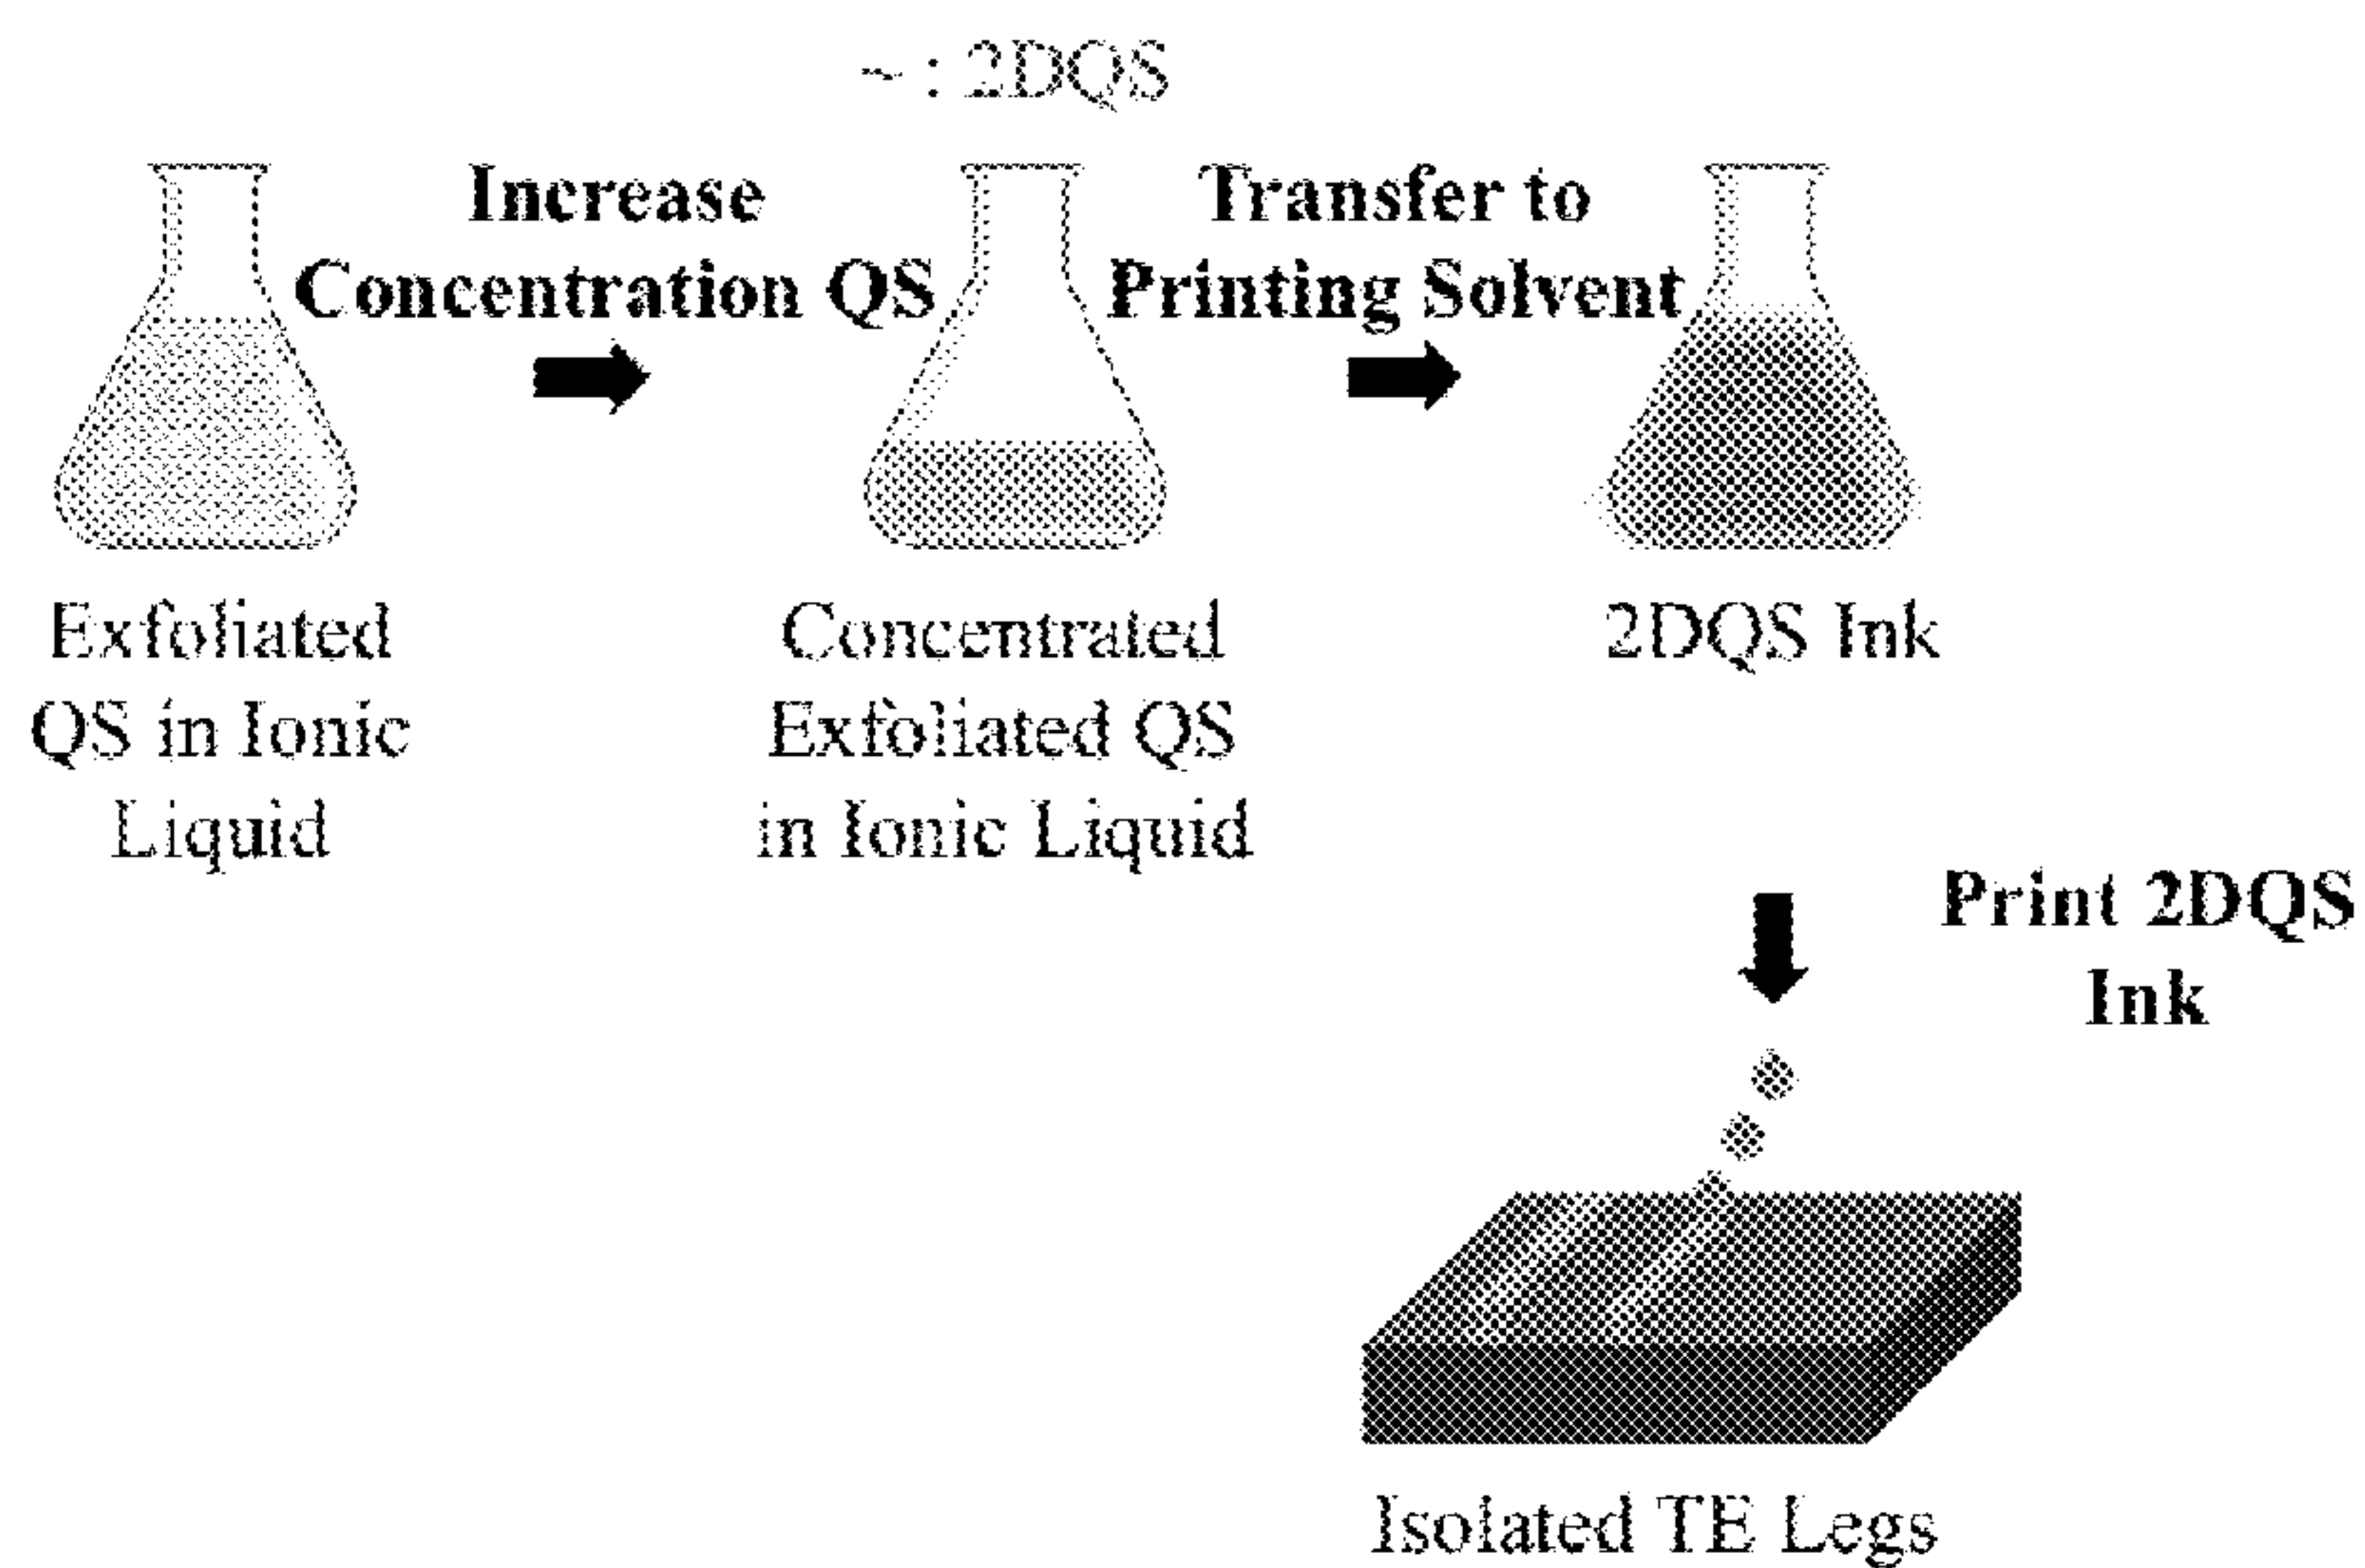 ~ : 2DQS
Increase
Concentration QS
Transfer to
Printing Solvent
Exfoliated
QS in Ionic
Liquid
Concentrated
Exfoliated QS
in Ionic Liquid
2DQS Ink
Print 2DQS
Ink
Isolated TE Legs